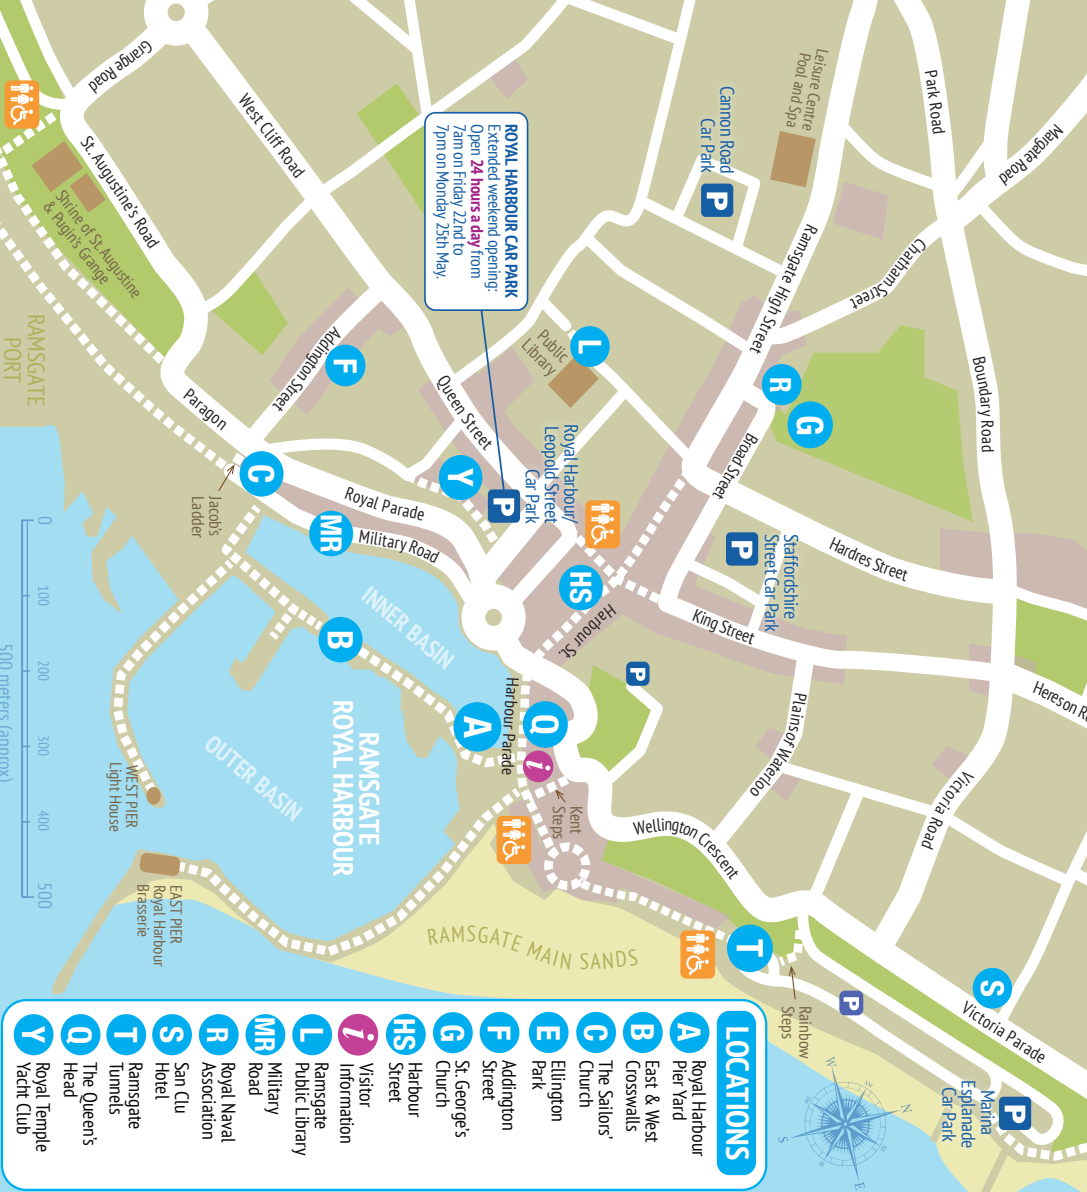 Grange Road
West Cliff Road
St. Augustine's Road
Shrine of St. Augustine
& Pugin's Grange
RAMSGATE
PORT
Leisure Centre
Pool and Spa
Cannon Road
Car Park
P
Park Road
Margate Road
Chatham Street
Ramsgate High Street
Boundary Road
ROYAL HARBOUR CAR PARK
Extended weekend opening:
Open 24 hours a day from
7am on Friday 22nd to
7pm on Monday 25th May.
Addington Street
F
Public
Library
L
R
G
Queen Street
Broad Street
Paragon
C
Jacob's
Ladder
Royal Parade
MR
Military Road
Y
P
Royal Harbour/
Leopold Street
Car Park
HS
Harbour St.
P
Staffordshire
Street Car Park
Hardres Street
King Street
Hereson R
INNER BASIN
B
A
Harbour Parade
Q
i
P
Plains of Waterloo
Victoria Road
Kent
Steps
Wellington Crescent
RAMSGATE
ROYAL HARBOUR
OUTER BASIN
WEST PIER
Light House
EAST PIER
Royal Harbour
Brasserie
RAMSGATE MAIN SANDS
T
Rainbow
Steps
P
S
Victoria Parade
Marina
Esplanade
Car Park
P
N
E
S
W
0
100
200
300
400
500
500 meters (approx)
LOCATIONS
A Royal Harbour
Pier Yard
B East & West
Crosswalls
C The Sailors'
Church
E Ellington
Park
F Addington
Street
G St. George's
Church
HS Harbour
Street
i Visitor
Information
L Ramsgate
Public Library
MR Military
Road
R Royal Naval
Association
S San Clu
Hotel
T Ramsgate
Tunnels
Q The Queen's
Head
Y Royal Temple
Yacht Club